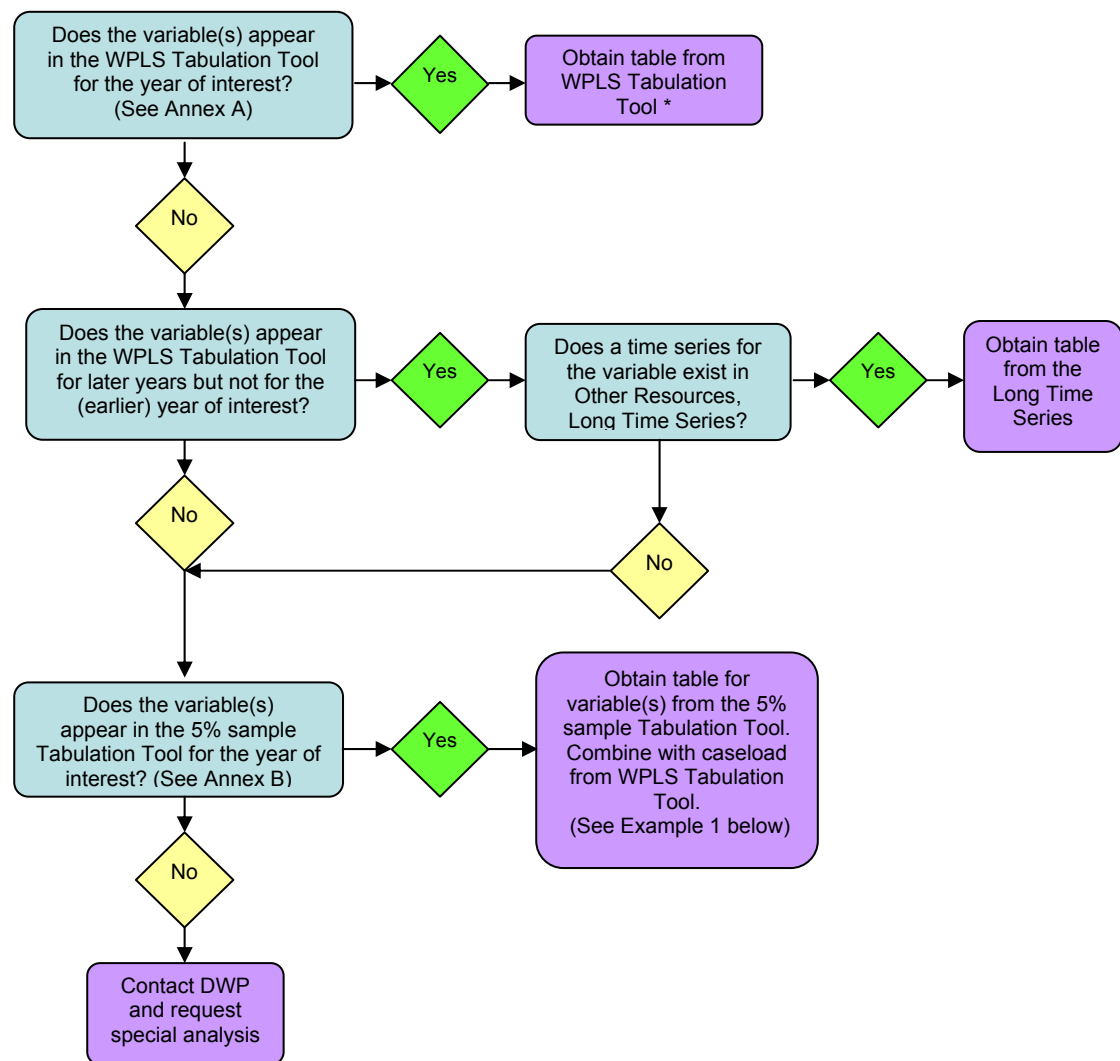 Does the variable(s) appear
in the WPLS Tabulation Tool
for the year of interest?
(See Annex A)
Yes
Obtain table from
WPLS Tabulation
Tool *
No
Does the variable(s) appear
in the WPLS Tabulation Tool
for later years but not for the
(earlier) year of interest?
Yes
Does a time series for
the variable exist in
Other Resources,
Long Time Series?
Yes
Obtain table
from the
Long Time
Series
No
No
Does the variable(s)
appear in the 5% sample
Tabulation Tool for the year of
interest? (See Annex B)
Yes
Obtain table for
variable(s) from the 5%
sample Tabulation Tool.
Combine with caseload
from WPLS Tabulation
Tool.
(See Example 1 below)
No
Contact DWP
and request
special analysis